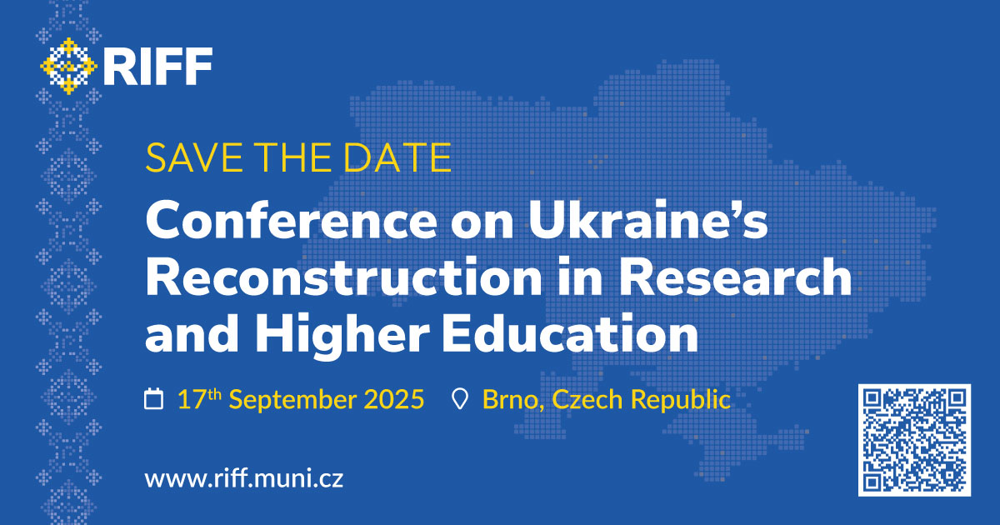 RIFF
SAVE THE DATE
Conference on Ukraine’s
Reconstruction in Research
and Higher Education
17th September 2025 Brno, Czech Republic
www.riff.muni.cz